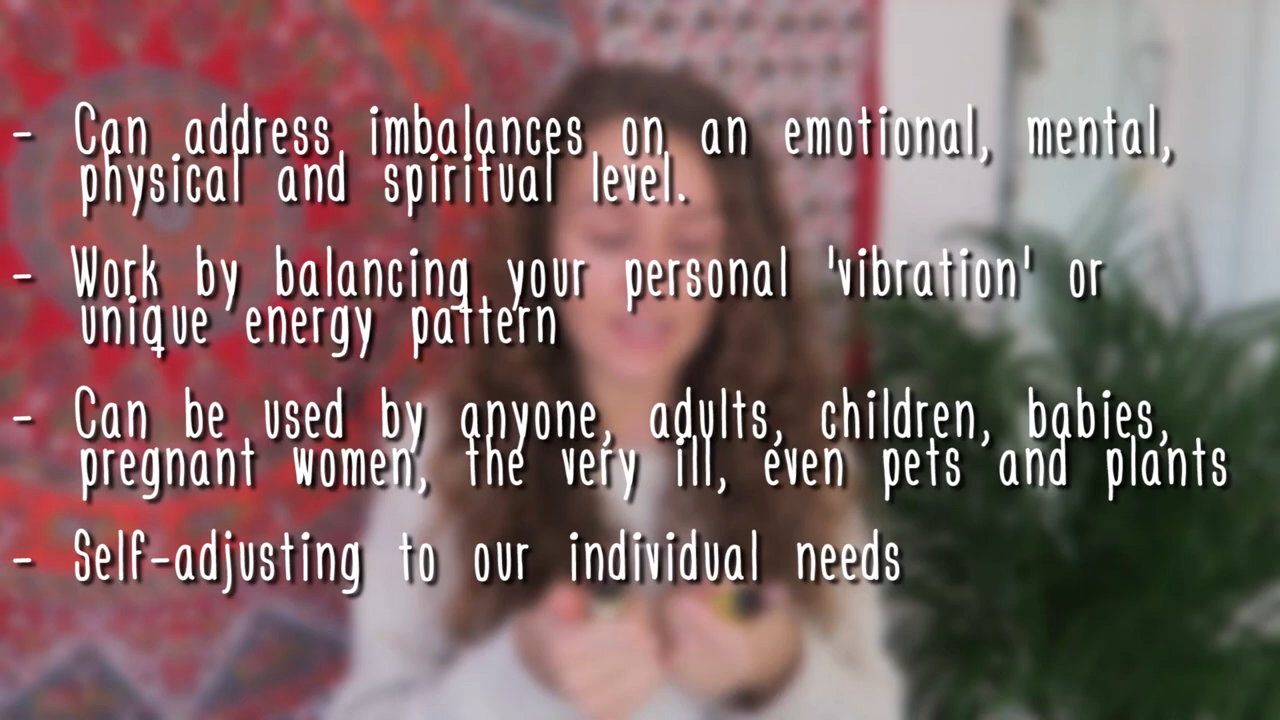 - Can address imbalances on an emotional, mental,
physical and spiritual level.
- Work by balancing your personal 'vibration' or
unique energy pattern
- Can be used by anyone, adults, children, babies,
pregnant women, the very ill, even pets and plants
- Self-adjusting to our individual needs